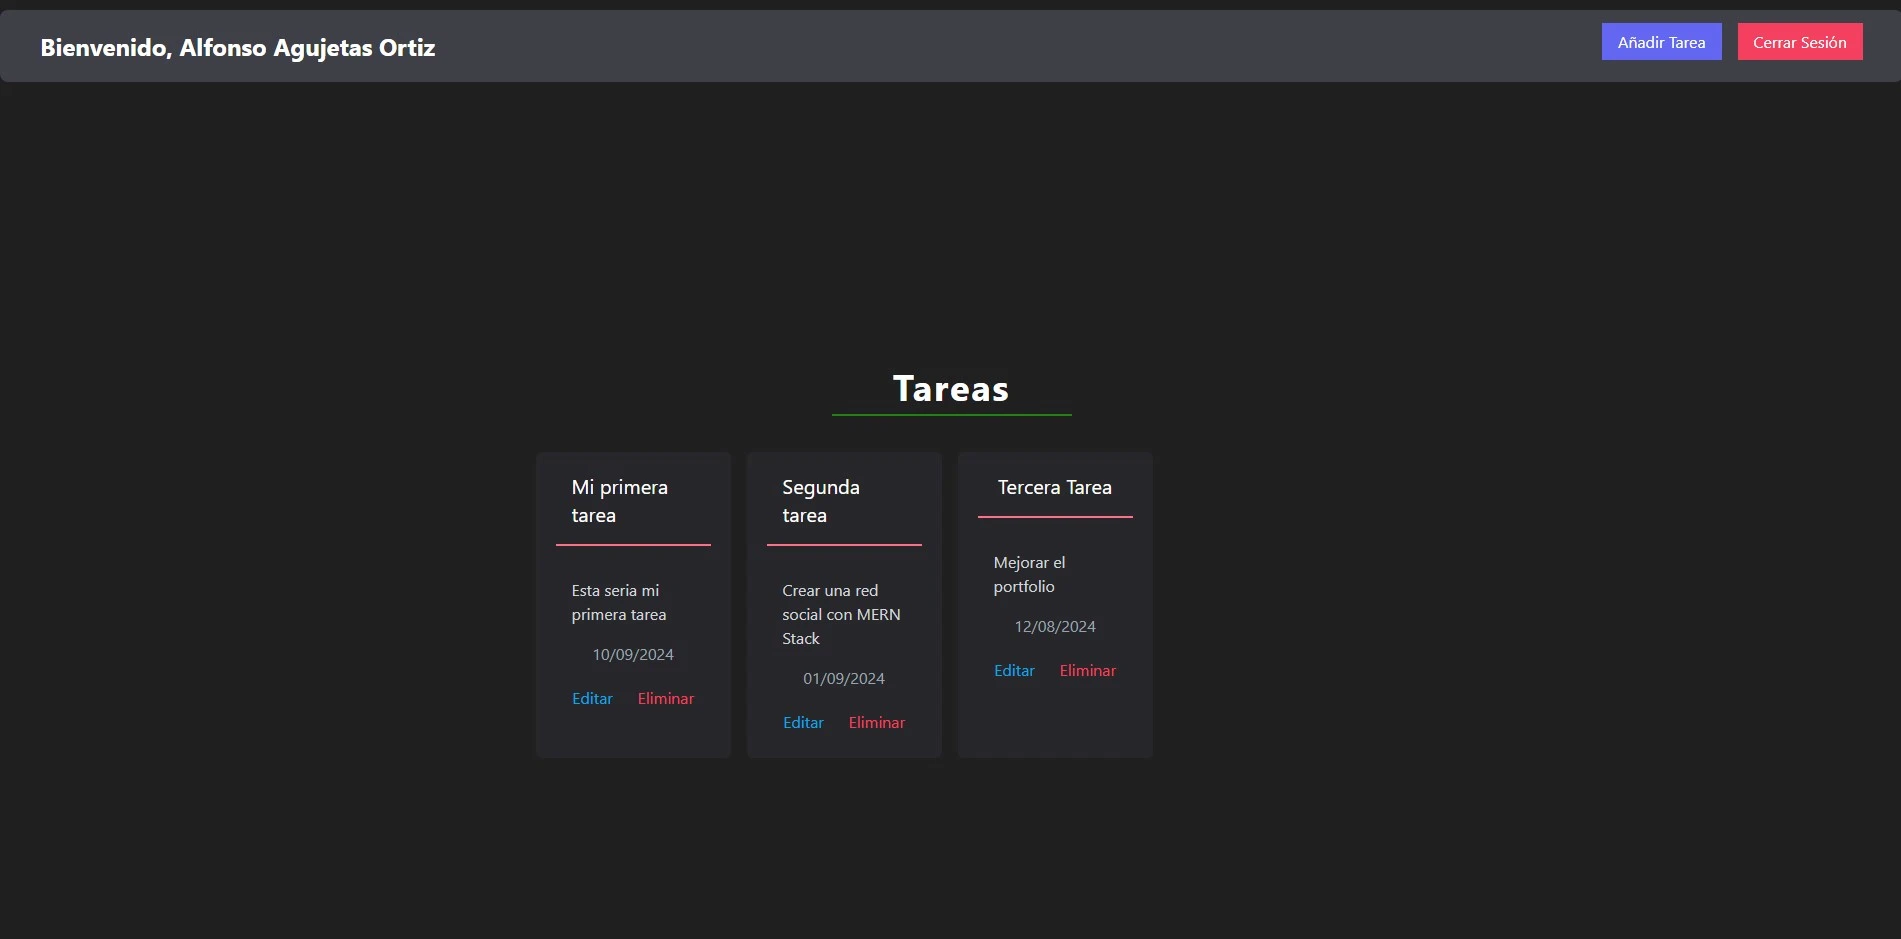 Bienvenido, Alfonso Agujetas Ortiz
Añadir Tarea
Cerrar Sesión
Tareas
Mi primera
tarea
Esta seria mi
primera tarea
10/09/2024
Editar Eliminar
Segunda
tarea
Crear una red
social con MERN
Stack
01/09/2024
Editar Eliminar
Tercera Tarea
Mejorar el
portfolio
12/08/2024
Editar Eliminar